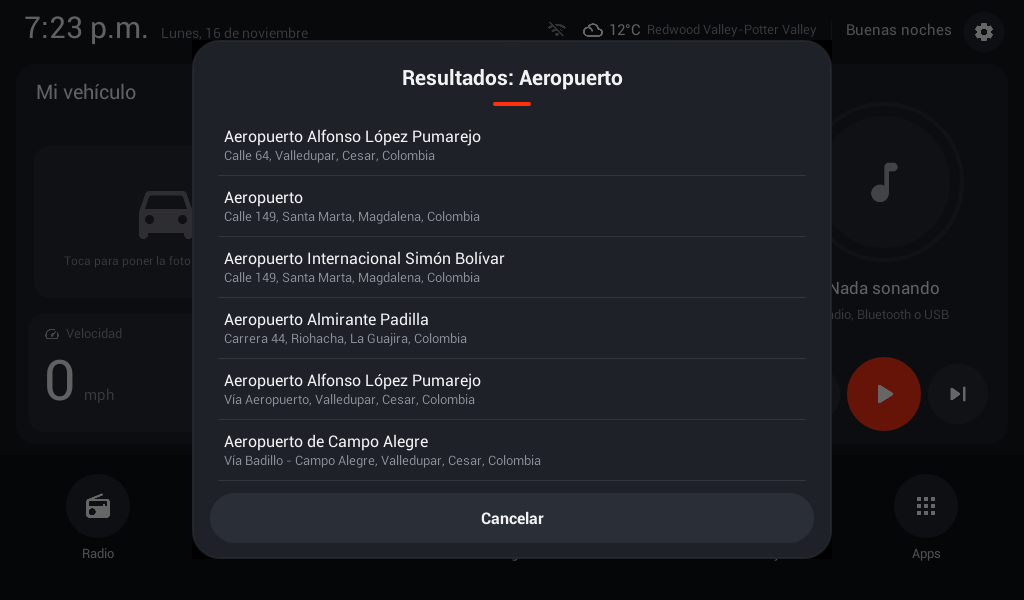 7:23 p.m.
Lunes, 16 de noviembre
12°C
Redwood Valley-Potter Valley
Buenas noches
Mi vehículo
Toca para poner la foto
Velocidad
0
mph
Resultados: Aeropuerto
Aeropuerto Alfonso López Pumarejo
Calle 64, Valledupar, Cesar, Colombia
Aeropuerto
Calle 149, Santa Marta, Magdalena, Colombia
Aeropuerto Internacional Simón Bolívar
Calle 149, Santa Marta, Magdalena, Colombia
Aeropuerto Almirante Padilla
Carrera 44, Riohacha, La Guajira, Colombia
Aeropuerto Alfonso López Pumarejo
Vía Aeropuerto, Valledupar, Cesar, Colombia
Aeropuerto de Campo Alegre
Vía Badillo - Campo Alegre, Valledupar, Cesar, Colombia
Cancelar
Nada sonando
Bluetooth o USB
Radio
Apps